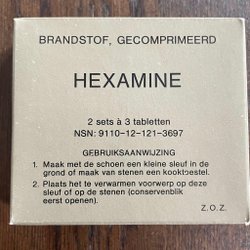 BRANDSTOF, GECOMPRIMEERD
HEXAMINE
2 sets à 3 tabletten
NSN: 9110-12-121-3697
GEBRUIKSAANWIJZING
1. Maak met de schoen een kleine sleuf in de
grond of maak van stenen een kooktoestel.
2. Plaats het te verwarmen voorwerp op deze
sleuf of op de stenen (conservenblik
eerst openen).
Z.O.Z.